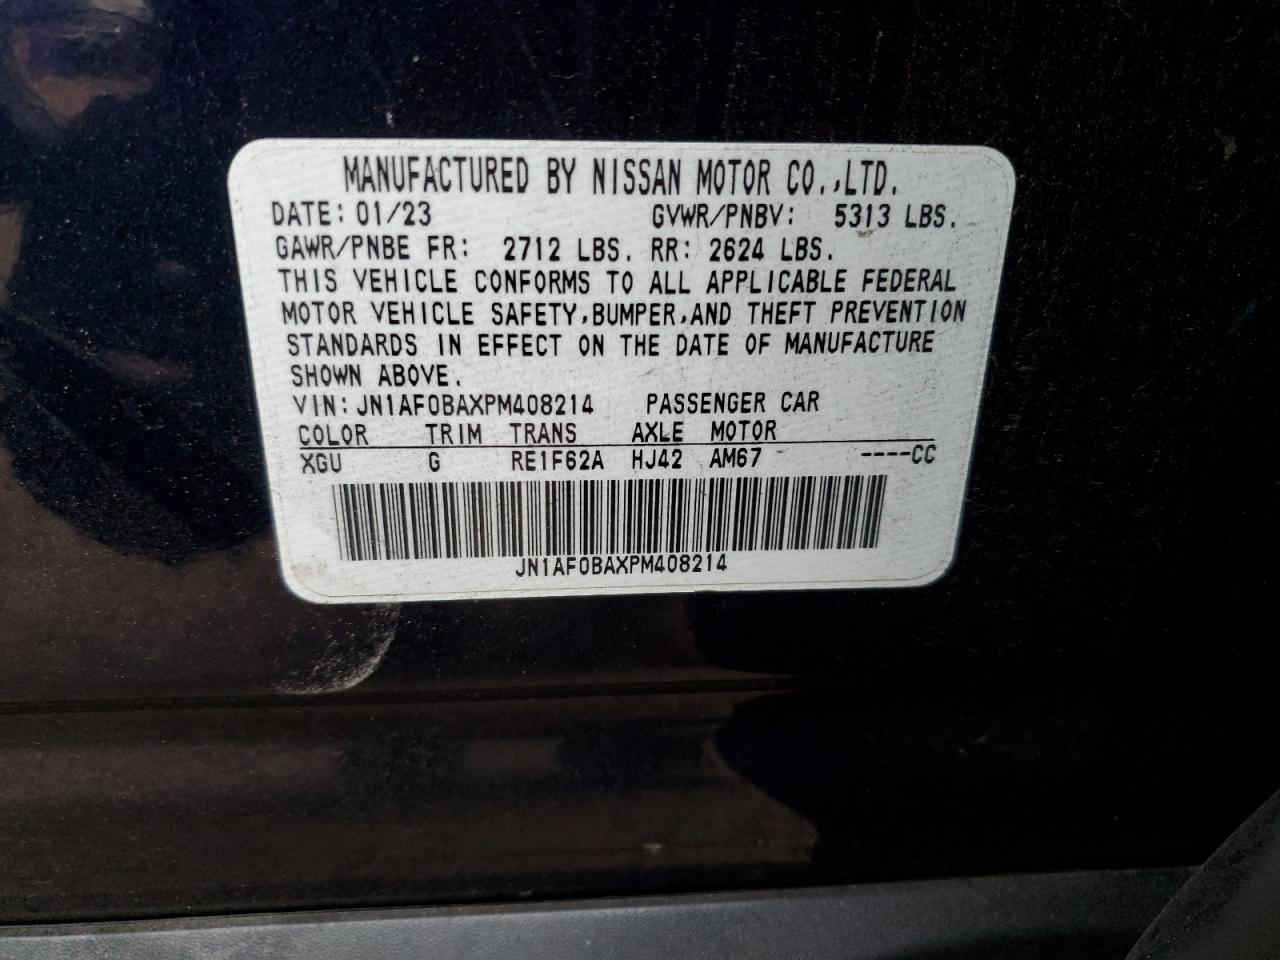 MANUFACTURED BY NISSAN MOTOR CO.,LTD.
DATE: 01/23 GVWR/PNBV: 5313 LBS.
GAWR/PNBE FR: 2712 LBS. RR: 2624 LBS.
THIS VEHICLE CONFORMS TO ALL APPLICABLE FEDERAL
MOTOR VEHICLE SAFETY,BUMPER,AND THEFT PREVENTION
STANDARDS IN EFFECT ON THE DATE OF MANUFACTURE
SHOWN ABOVE.
VIN: JN1AF0BAXPM408214 PASSENGER CAR
COLOR TRIM TRANS AXLE MOTOR
XGU G RE1F62A HJ42 AM67 ----CC
JN1AF0BAXPM408214